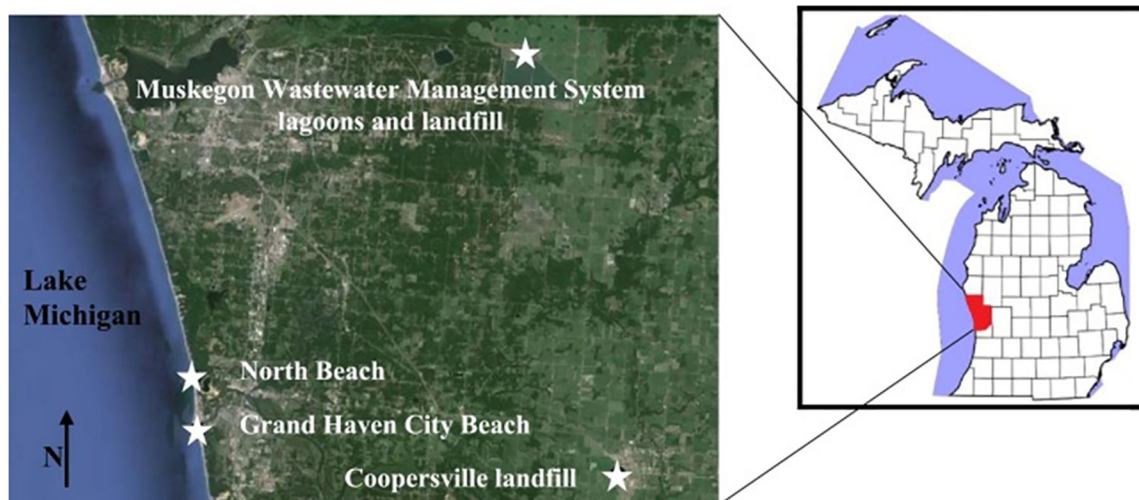 Muskegon Wastewater Management System
lagoons and landfill
Lake
Michigan
North Beach
Grand Haven City Beach
N
Coopersville landfill